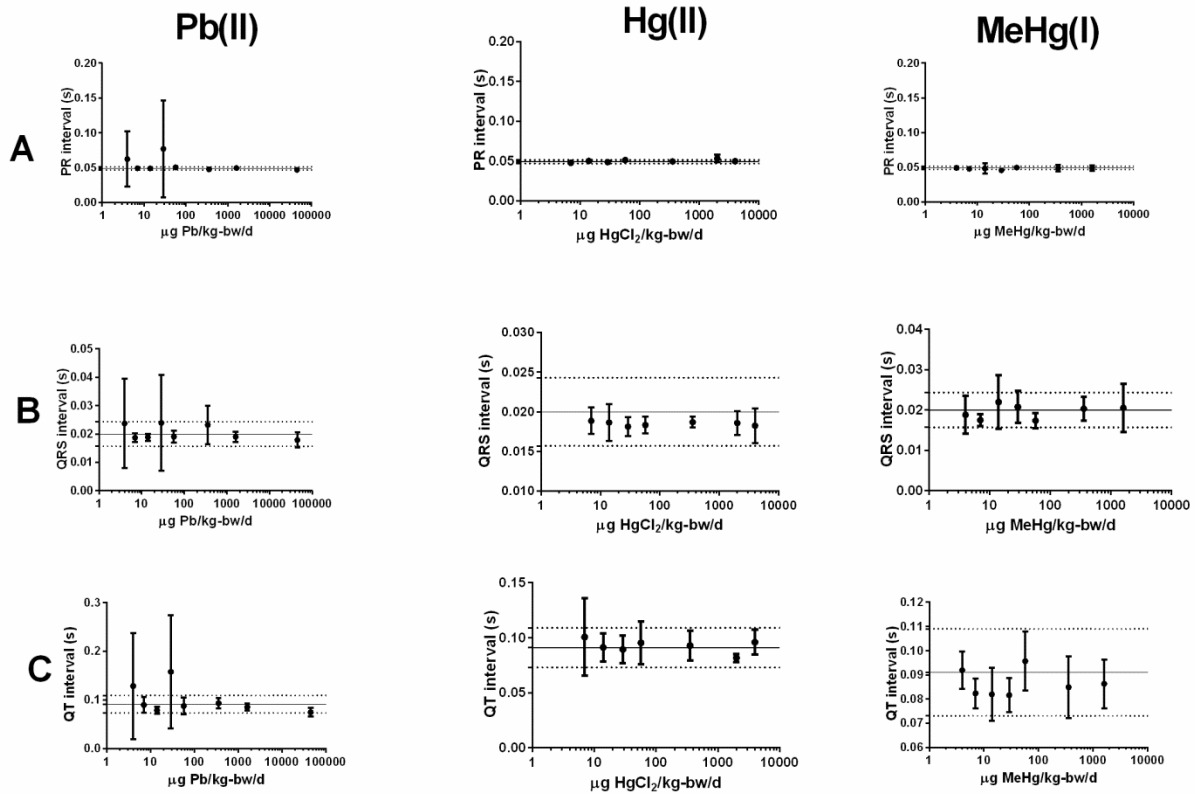 Pb(II)
Hg(II)
MeHg(I)
A
PR interval (s)
0.20
0.15
0.10
0.05
0.00
1 10 100 1000 10000 100000
μg Pb/kg-bw/d
PR interval (s)
0.20
0.15
0.10
0.05
0.00
1 10 100 1000 10000
μg HgCl₂/kg-bw/d
PR interval (s)
0.20
0.15
0.10
0.05
0.00
1 10 100 1000 10000
μg MeHg/kg-bw/d
B
QRS interval (s)
0.05
0.04
0.03
0.02
0.01
0.00
1 10 100 1000 10000 100000
μg Pb/kg-bw/d
QRS interval (s)
0.030
0.025
0.020
0.015
0.010
1 10 100 1000 10000
μg HgCl₂/kg-bw/d
QRS interval (s)
0.04
0.03
0.02
0.01
0.00
1 10 100 1000 10000
μg MeHg/kg-bw/d
C
QT interval (s)
0.3
0.2
0.1
0.0
1 10 100 1000 10000 100000
μg Pb/kg-bw/d
QT interval (s)
0.15
0.10
0.05
0.00
1 10 100 1000 10000
μg HgCl₂/kg-bw/d
QT interval (s)
0.12
0.11
0.10
0.09
0.08
0.07
0.06
1 10 100 1000 10000
μg MeHg/kg-bw/d